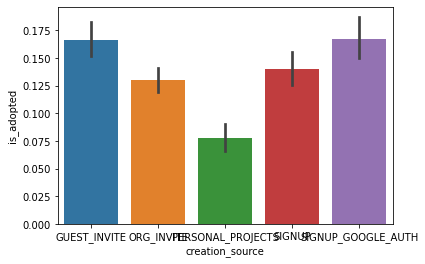 0.175
0.150
0.125
0.100
0.075
0.050
0.025
0.000
is_adopted
GUEST_INVITE ORG_INVITE PERSONAL_PROJECTS SIGNUP SIGNUP_GOOGLE_AUTH
creation_source